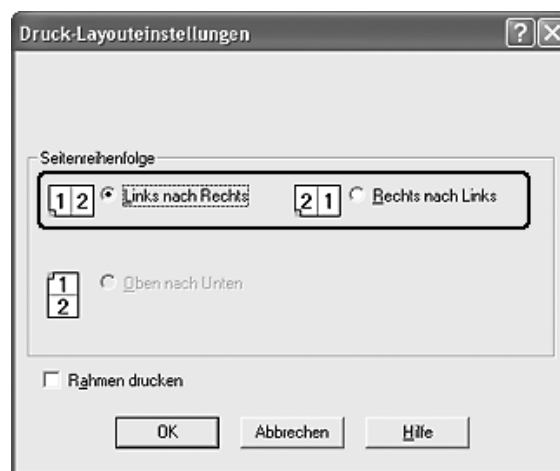 Druck-Layouteinstellungen
Seitenreihenfolge
1 2 Links nach Rechts 2 1 Rechts nach Links
1
2
Oben nach Unten
Rahmen drucken
OK Abbrechen Hilfe